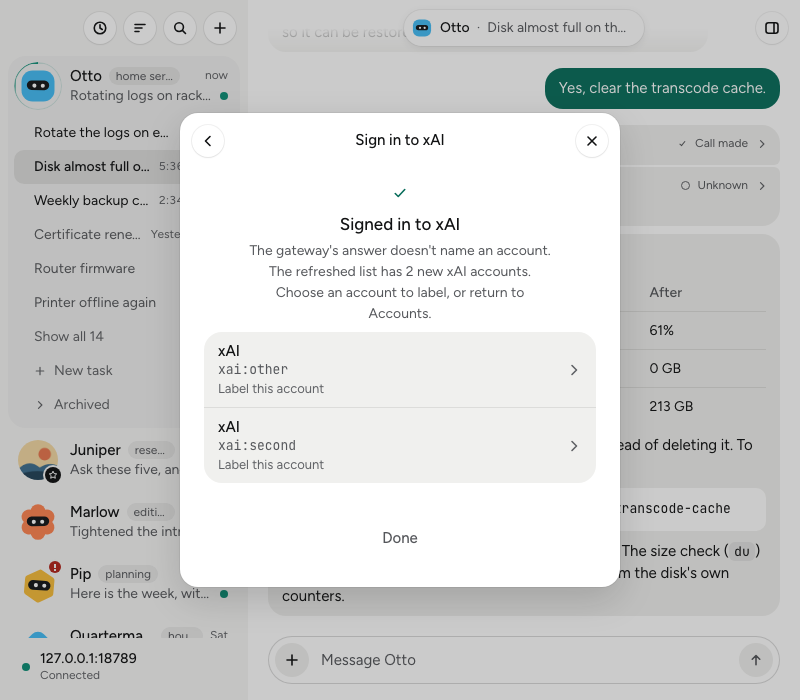 so it can be restor
Otto · Disk almost full on th...
Otto home ser... now
Rotating logs on rack...
Rotate the logs on e...
Disk almost full o... 5:36
Weekly backup c... 2:34
Certificate rene... Yeste
Router firmware
Printer offline again
Show all 14
New task
Archived
Juniper rese...
Ask these five, an
Marlow editi...
Tightened the intr
Pip planning
Here is the week, wit...
Quarterma hou... Sat
127.0.0.1:18789
Connected
Yes, clear the transcode cache.
Call made
Unknown
After
61%
0 GB
213 GB
ead of deleting it. To
transcode-cache
The size check (du)
m the disk's own
counters.
Message Otto
Sign in to xAI
Signed in to xAI
The gateway's answer doesn't name an account.
The refreshed list has 2 new xAI accounts.
Choose an account to label, or return to
Accounts.
xAI
xai:other
Label this account
xAI
xai:second
Label this account
Done